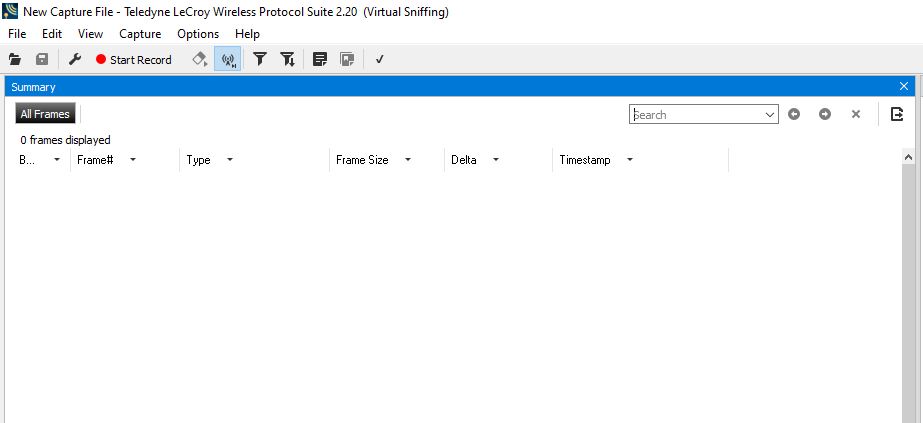 New Capture File - Teledyne LeCroy Wireless Protocol Suite 2.20 (Virtual Sniffing)
File Edit View Capture Options Help
Start Record
Summary
All Frames Search
0 frames displayed
B... Frame# Type Frame Size Delta Timestamp